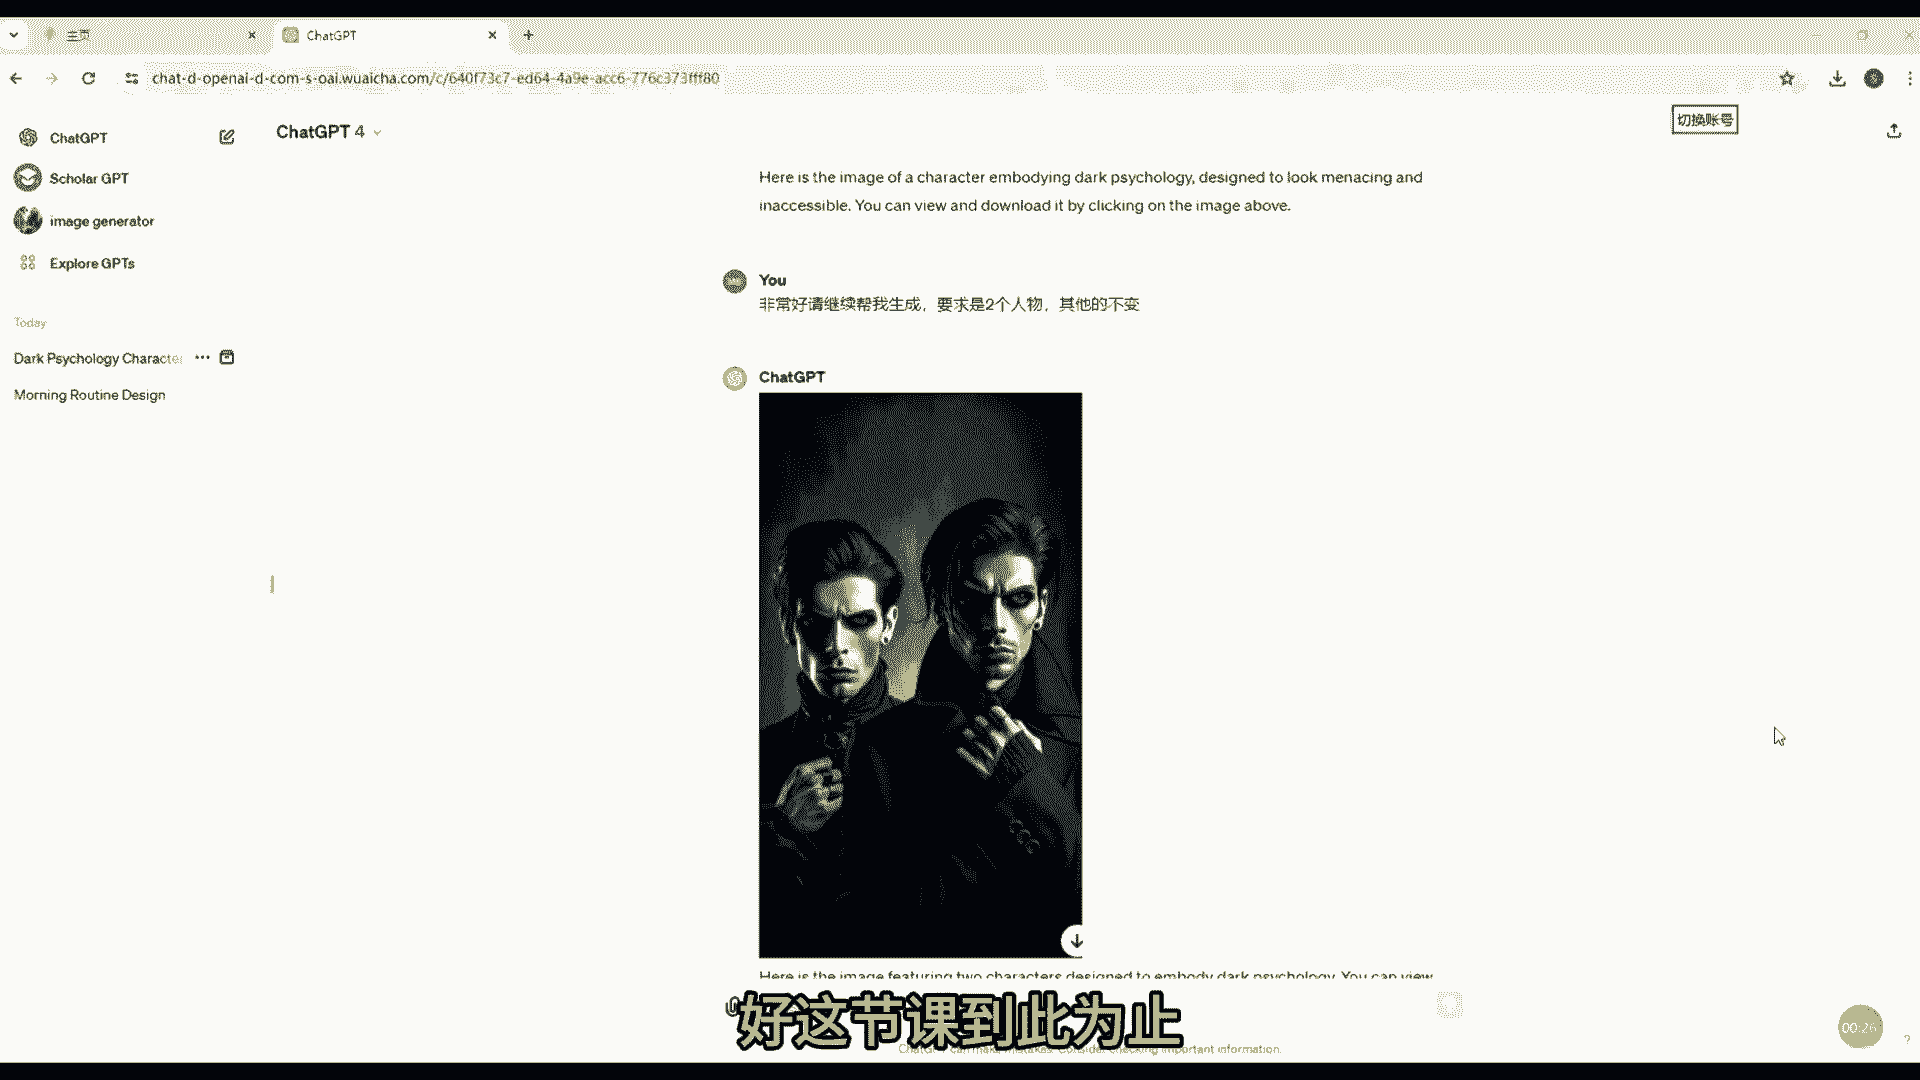 主页
ChatGPT
chat-d-openai-d-com-s-oai.wuaicha.com/c/640f73c7-ed64-4a9e-acc6-776c373fff80
ChatGPT
ChatGPT 4
切换账号
Scholar GPT
image generator
Explore GPTs
Today
Dark Psychology Character
Morning Routine Design
Here is the image of a character embodying dark psychology, designed to look menacing and
inaccessible. You can view and download it by clicking on the image above.
You
非常好请继续帮我生成，要求是2个人物，其他的不变
ChatGPT
Here is the image featuring two characters designed to embody dark psychology. You can view
好这节课到此为止
ChatGPT can make mistakes. Consider checking important information.
00:26
?